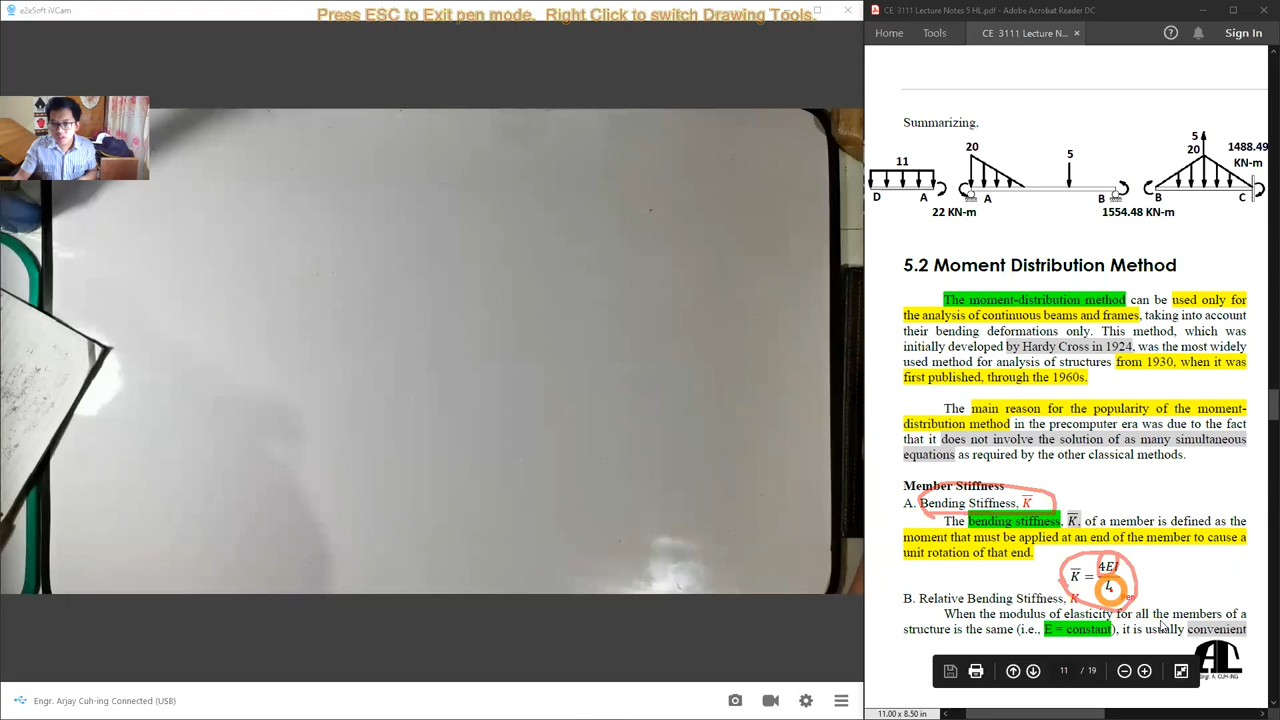 e2eSoft iVCam
Press ESC to Exit pen mode. Right Click to switch Drawing Tools.
CE 3111 Lecture Notes 5 HL.pdf - Adobe Acrobat Reader DC
Home Tools CE 3111 Lecture N... × Sign In
Summarizing,
5
20 20 1488.49
11 5 KN-m
D A A B B C
22 KN-m 1554.48 KN-m
5.2 Moment Distribution Method
The moment-distribution method can be used only for
the analysis of continuous beams and frames, taking into account
their bending deformations only. This method, which was
initially developed by Hardy Cross in 1924, was the most widely
used method for analysis of structures from 1930, when it was
first published, through the 1960s.
The main reason for the popularity of the moment-
distribution method in the precomputer era was due to the fact
that it does not involve the solution of as many simultaneous
equations as required by the other classical methods.
Member Stiffness
A. Bending Stiffness, K̅
The bending stiffness, K̅, of a member is defined as the
moment that must be applied at an end of the member to cause a
unit rotation of that end.
K̅ = 4EI / L
Pen
B. Relative Bending Stiffness, K
When the modulus of elasticity for all the members of a
structure is the same (i.e., E = constant), it is usually convenient
11 / 19
Engr. A. CUH-ING
Engr. Arjay Cuh-ing Connected (USB)
11.00 x 8.50 in